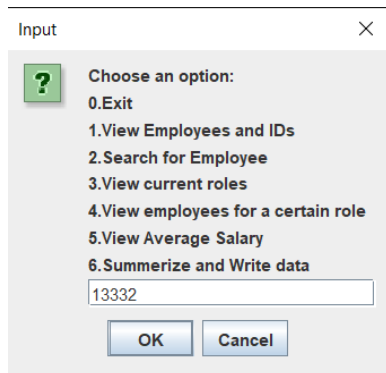 Input
Choose an option:
0.Exit
1.View Employees and IDs
2.Search for Employee
3.View current roles
4.View employees for a certain role
5.View Average Salary
6.Summerize and Write data
13332
OK Cancel